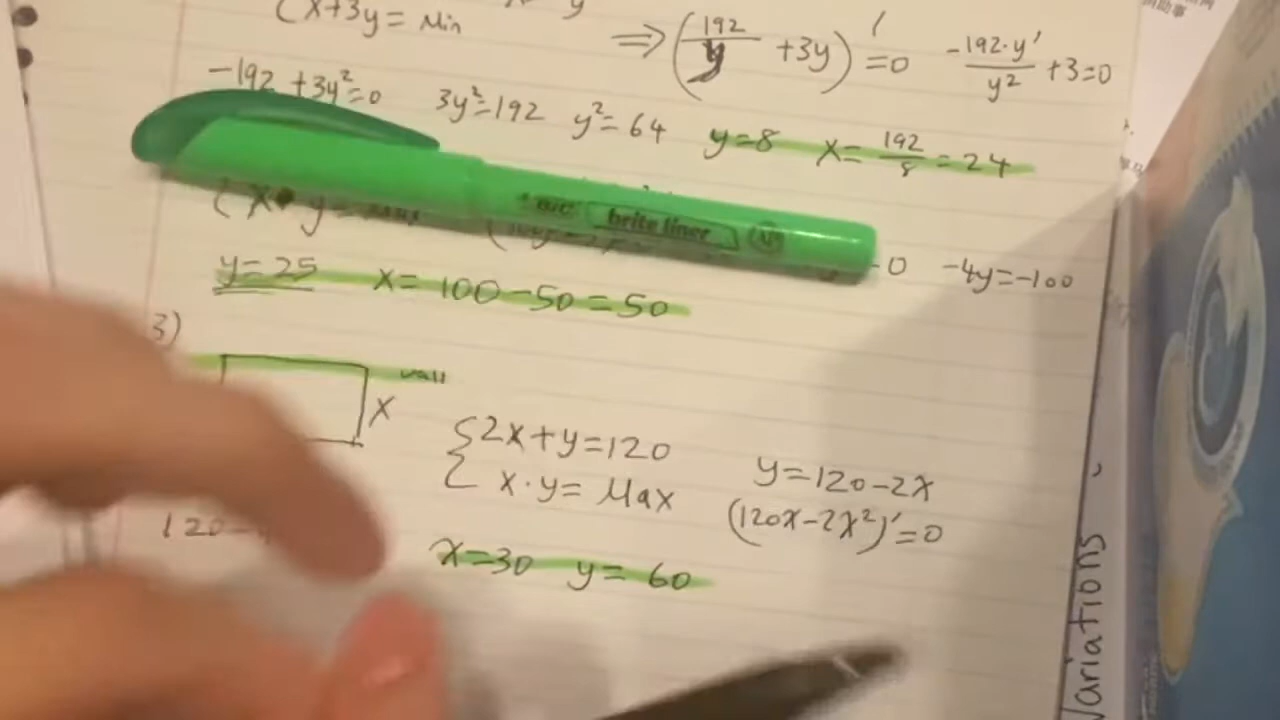 x+3y= Min
⇒ (192/y +3y)′=0 -192·y′/y² +3=0
-192 +3y²=0 3y²=192 y²=64 y=8 x= 192/8 =24
brite liner
y=25 x= 100-50=50 -0 -4y=-100
3)
wall
x
{2x+y=120
x·y= Max
y=120-2x
(120x-2x²)′=0
120
x=30 y= 60
Variations